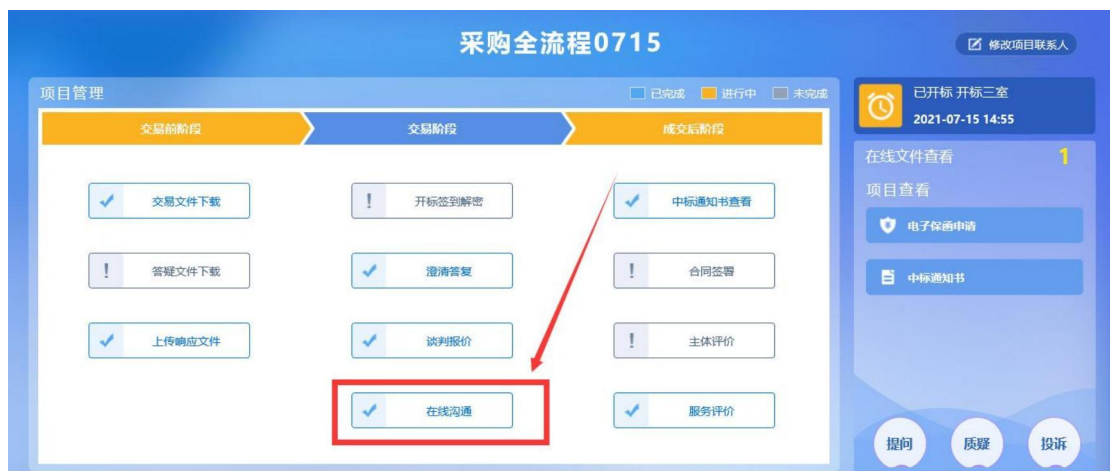 采购全流程0715
修改项目联系人
项目管理
已完成 进行中 未完成
交易前阶段 交易阶段 成交后阶段
交易文件下载 开标签到解密 中标通知书查看
答疑文件下载 澄清答复 合同签署
上传响应文件 谈判报价 主体评价
在线沟通 服务评价
已开标 开标三室
2021-07-15 14:55
在线文件查看 1
项目查看
电子保函申请
中标通知书
提问 质疑 投诉